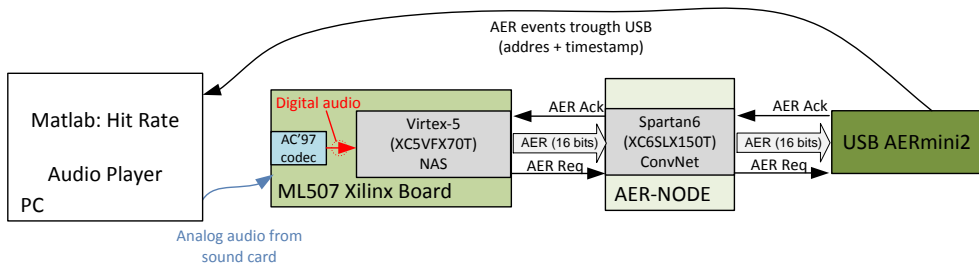 AER events trougth USB
(addres + timestamp)
Matlab: Hit Rate
Audio Player
PC
Digital audio
AC'97
codec
Virtex-5
(XC5VFX70T)
NAS
ML507 Xilinx Board
Analog audio from
sound card
AER Ack
AER (16 bits)
AER Req
Spartan6
(XC6SLX150T)
ConvNet
AER-NODE
AER Ack
AER (16 bits)
AER Req
USB AERmini2